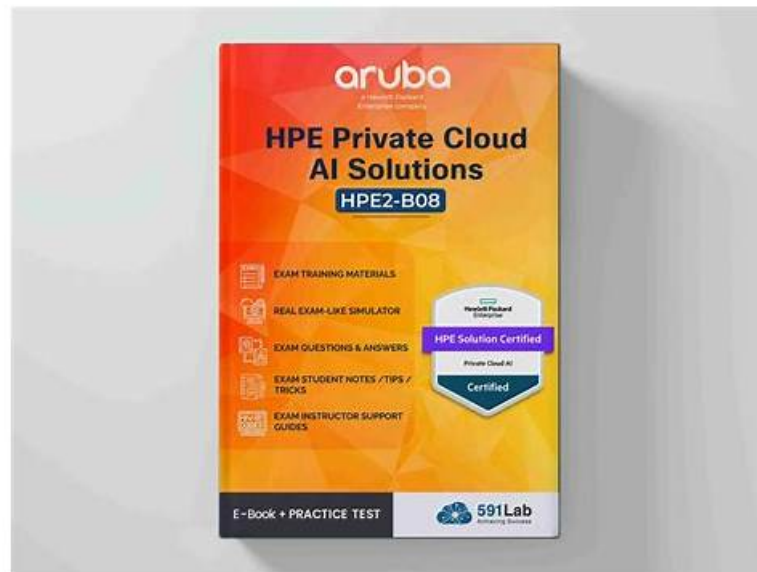 aruba
a Hewlett Packard
Enterprise company
HPE Private Cloud
AI Solutions
HPE2-B08
EXAM TRAINING MATERIALS
REAL EXAM-LIKE SIMULATOR
EXAM QUESTIONS & ANSWERS
EXAM STUDENT NOTES /TIPS /
TRICKS
EXAM INSTRUCTOR SUPPORT
GUIDES
Hewlett Packard
Enterprise
HPE Solution Certified
Private Cloud AI
Certified
E-Book + PRACTICE TEST
591Lab
Achieving Success